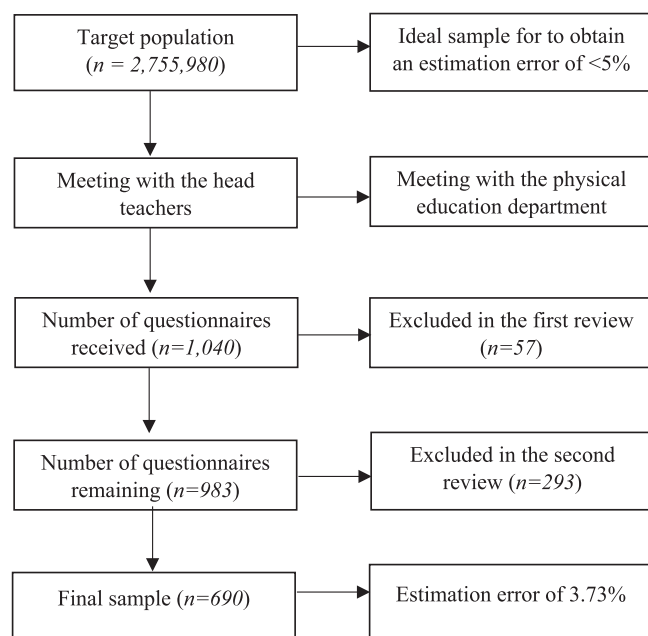 Target population
(n = 2,755,980)
Ideal sample for to obtain
an estimation error of <5%
Meeting with the head
teachers
Meeting with the physical
education department
Number of questionnaires
received (n=1,040)
Excluded in the first review
(n=57)
Number of questionnaires
remaining (n=983)
Excluded in the second
review (n=293)
Final sample (n=690)
Estimation error of 3.73%